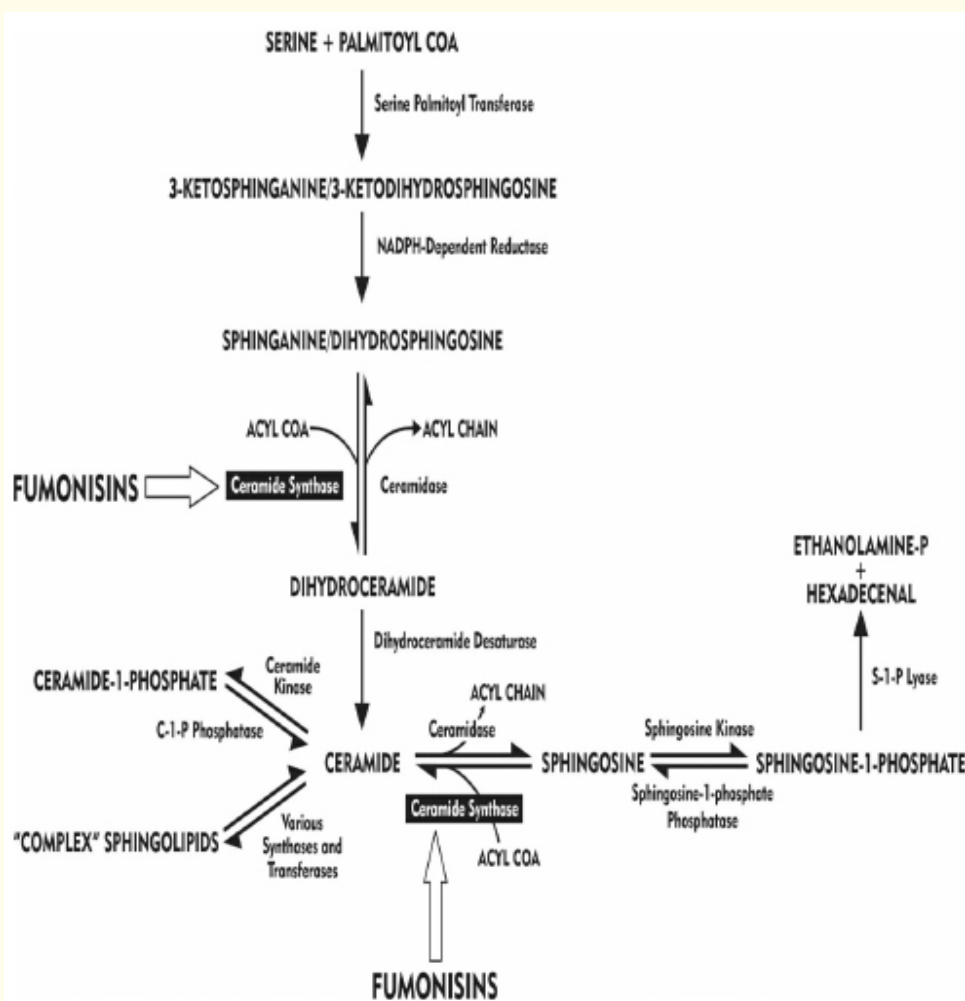 SERINE + PALMITOYL COA
Serine Palmitoyl Transferase
3-KETOSPHINGANINE/3-KETODIHYDROSPHINGOSINE
NADPH-Dependent Reductase
SPHINGANINE/DIHYDROSPHINGOSINE
ACYL COA
ACYL CHAIN
FUMONISINS
Ceramide Synthase
Ceramidase
DIHYDROCERAMIDE
ETHANOLAMINE-P
+
HEXADECENAL
Dihydroceramide Desaturase
CERAMIDE-1-PHOSPHATE
Ceramide
Kinase
C-1-P Phosphatase
S-1-P Lyase
ACYL CHAIN
Ceramidase
Sphingosine Kinase
CERAMIDE
SPHINGOSINE
SPHINGOSINE-1-PHOSPHATE
Sphingosine-1-phosphate
Phosphatase
Ceramide Synthase
ACYL COA
"COMPLEX" SPHINGOLIPIDS
Various
Synthases and
Transferases
FUMONISINS